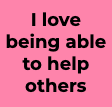 I love
being able
to help
others